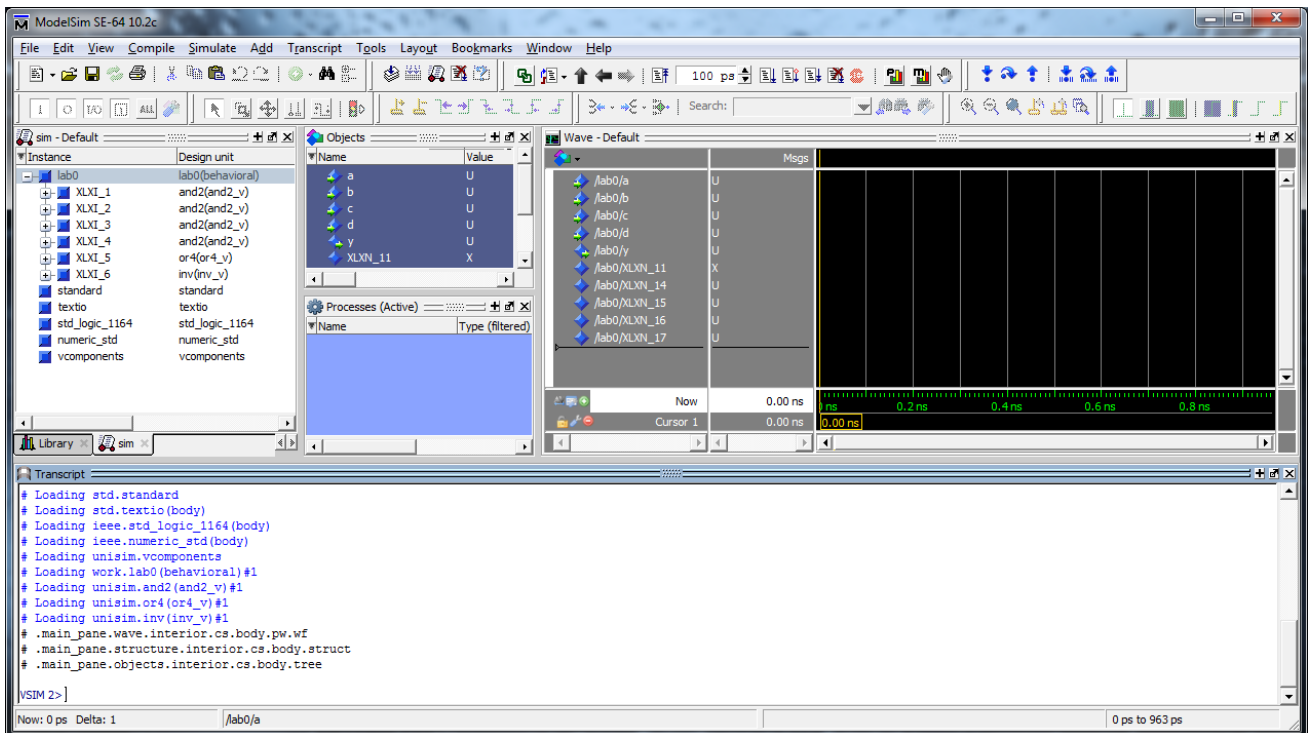 ModelSim SE-64 10.2c
File Edit View Compile Simulate Add Transcript Tools Layout Bookmarks Window Help
100 ps
I O I/O ALL Search:
sim - Default
Instance Design unit
lab0 lab0(behavioral)
XLXI_1 and2(and2_v)
XLXI_2 and2(and2_v)
XLXI_3 and2(and2_v)
XLXI_4 and2(and2_v)
XLXI_5 or4(or4_v)
XLXI_6 inv(inv_v)
standard standard
textio textio
std_logic_1164 std_logic_1164
numeric_std numeric_std
vcomponents vcomponents
Library sim
Objects
Name Value
a U
b U
c U
d U
y U
XLXN_11 X
Processes (Active)
Name Type (filtered)
Wave - Default
Msgs
/lab0/a U
/lab0/b U
/lab0/c U
/lab0/d U
/lab0/y U
/lab0/XLXN_11 X
/lab0/XLXN_14 U
/lab0/XLXN_15 U
/lab0/XLXN_16 U
/lab0/XLXN_17 U
Now 0.00 ns ns 0.2 ns 0.4 ns 0.6 ns 0.8 ns
Cursor 1 0.00 ns 0.00 ns
Transcript
# Loading std.standard
# Loading std.textio(body)
# Loading ieee.std_logic_1164(body)
# Loading ieee.numeric_std(body)
# Loading unisim.vcomponents
# Loading work.lab0(behavioral)#1
# Loading unisim.and2(and2_v)#1
# Loading unisim.or4(or4_v)#1
# Loading unisim.inv(inv_v)#1
# .main_pane.wave.interior.cs.body.pw.wf
# .main_pane.structure.interior.cs.body.struct
# .main_pane.objects.interior.cs.body.tree
VSIM 2>
Now: 0 ps Delta: 1 /lab0/a 0 ps to 963 ps